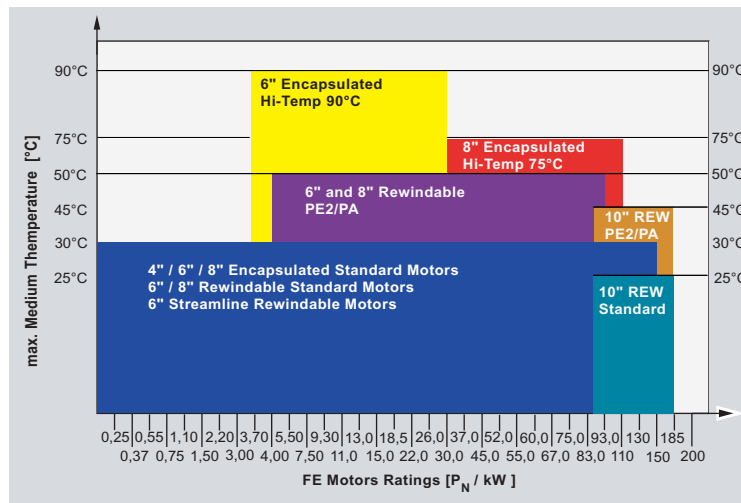 max. Medium Themperature [°C]
90°C
90°C
6" Encapsulated
Hi-Temp 90°C
75°C
75°C
8" Encapsulated
Hi-Temp 75°C
50°C
50°C
6" and 8" Rewindable
PE2/PA
45°C
45°C
10" REW
PE2/PA
30°C
30°C
25°C
25°C
4" / 6" / 8" Encapsulated Standard Motors
6" / 8" Rewindable Standard Motors
6" Streamline Rewindable Motors
10" REW
Standard
0,25 0,55 1,10 2,20 3,70 5,50 9,30 13,0 18,5 26,0 37,0 52,0 60,0 75,0 93,0 130 185
0,37 0,75 1,50 3,00 4,00 7,50 11,0 15,0 22,0 30,0 45,0 55,0 67,0 83,0 110 150 200
FE Motors Ratings [PN / kW ]